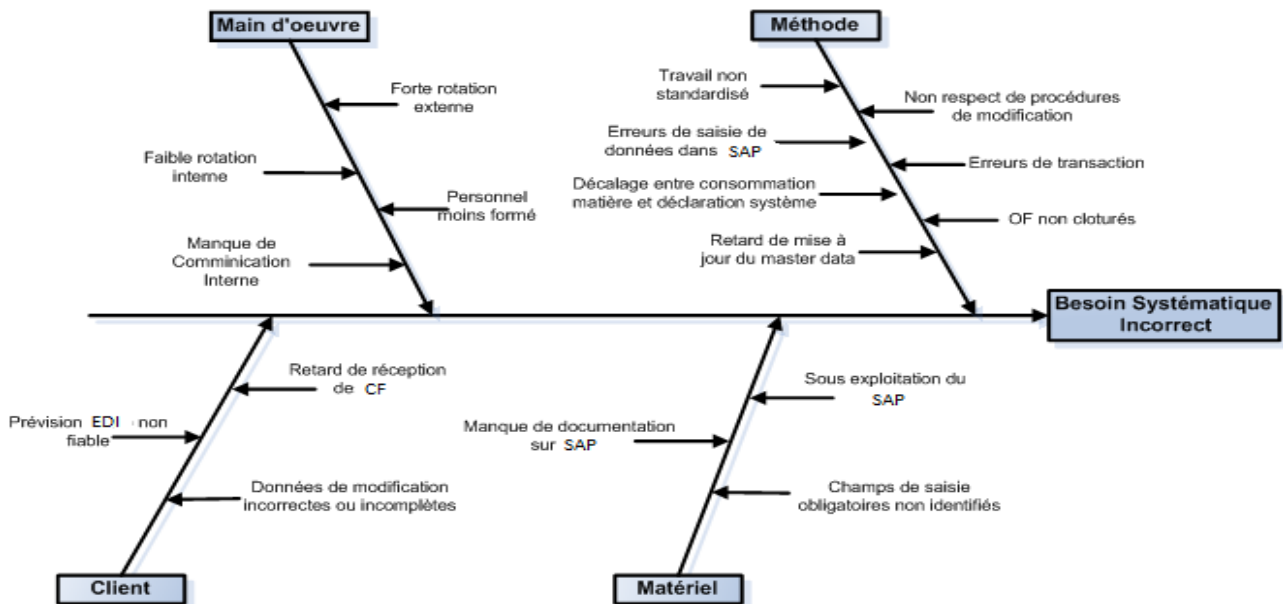 Main d'oeuvre
Forte rotation
externe
Faible rotation
interne
Personnel
moins formé
Manque de
Comminication
Interne
Méthode
Travail non
standardisé
Non respect de procédures
de modification
Erreurs de saisie de
données dans SAP
Erreurs de transaction
Décalage entre consommation
matière et déclaration système
OF non cloturés
Retard de mise à
jour du master data
Besoin Systématique
Incorrect
Retard de réception
de CF
Prévision EDI non
fiable
Données de modification
incorrectes ou incomplètes
Client
Sous exploitation du
SAP
Manque de documentation
sur SAP
Champs de saisie
obligatoires non identifiés
Matériel